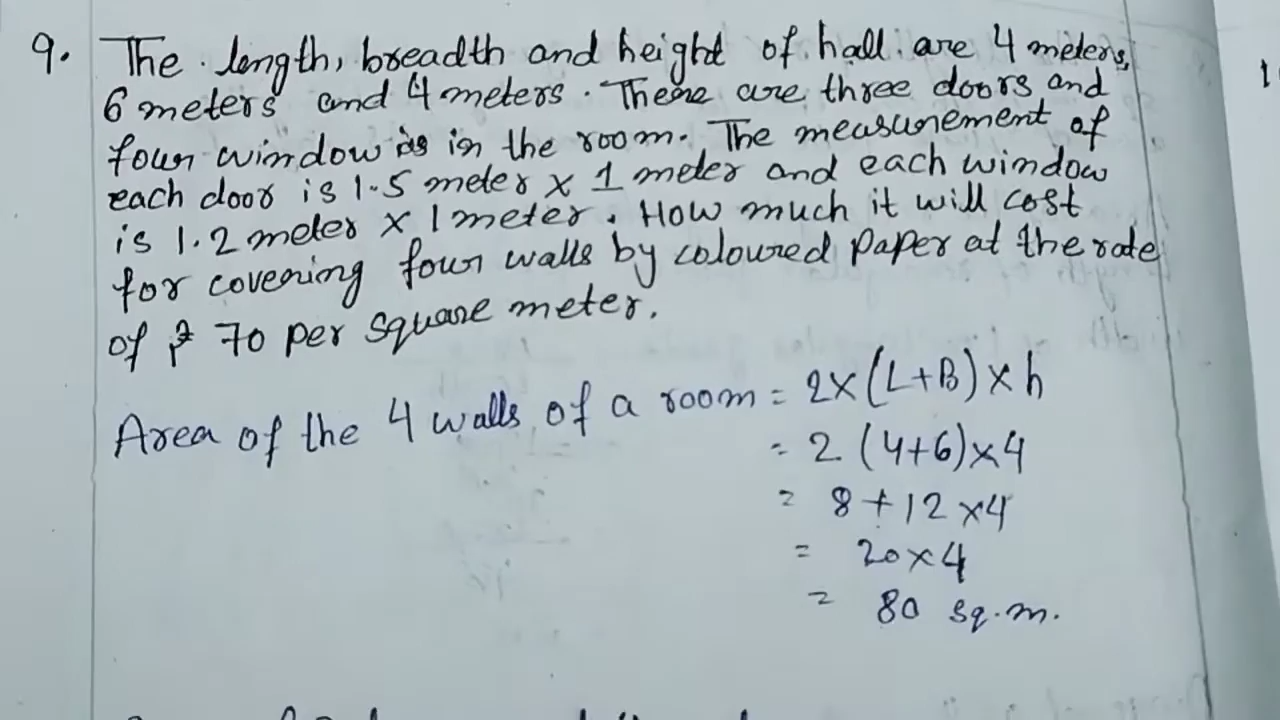 9. The length, breadth and height of hall are 4 meters,
6 meters and 4 meters. There are three doors and
four window is in the room. The measurement of
each door is 1.5 meter x 1 meter and each window
is 1.2 meter x 1 meter. How much it will cost
for covering four walls by coloured paper at the rate
of ₹ 70 per square meter.
Area of the 4 walls of a room = 2x(L+B)xh
= 2 (4+6)x4
= 8+12x4
= 20x4
= 80 sq.m.